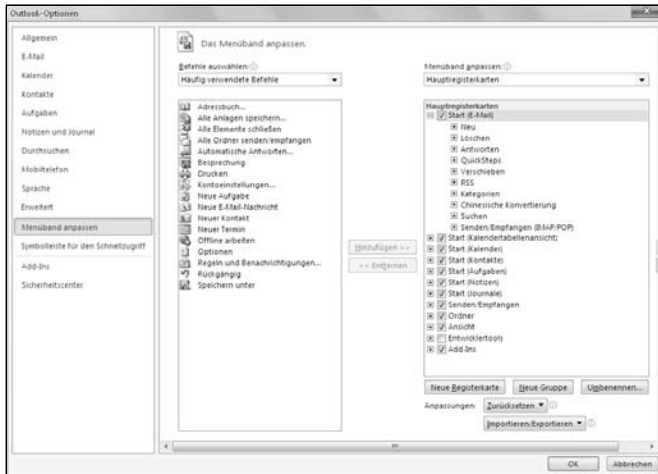 Outlook-Optionen
Allgemein
E-Mail
Kalender
Kontakte
Aufgaben
Notizen und Journal
Durchsuchen
Mobiltelefon
Sprache
Erweitert
Menüband anpassen
Symbolleiste für den Schnellzugriff
Add-Ins
Sicherheitscenter
Das Menüband anpassen.
Befehle auswählen:
Häufig verwendete Befehle
Adressbuch...
Alle Anlagen speichern...
Alle Elemente schließen
Alle Ordner senden/empfangen
Automatische Antworten...
Besprechung
Drucken
Kontoeinstellungen...
Neue Aufgabe
Neue E-Mail-Nachricht
Neuer Kontakt
Neuer Termin
Offline arbeiten
Optionen
Regeln und Benachrichtigungen...
Rückgängig
Speichern unter
Hinzufügen >>
<< Entfernen
Menüband anpassen:
Hauptregisterkarten
Hauptregisterkarten
Start (E-Mail)
Neu
Löschen
Antworten
QuickSteps
Verschieben
RSS
Kategorien
Chinesische Konvertierung
Suchen
Senden/Empfangen (IMAP/POP)
Start (Kalendertabellenansicht)
Start (Kalender)
Start (Kontakte)
Start (Aufgaben)
Start (Notizen)
Start (Journale)
Senden/Empfangen
Ordner
Ansicht
Entwicklertools
Add-Ins
Neue Registerkarte
Neue Gruppe
Umbenennen...
Anpassungen:
Zurücksetzen
Importieren/Exportieren
OK
Abbrechen